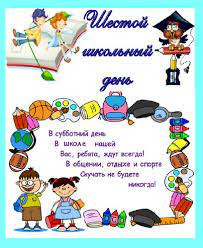 Шестой
школьный
день
В субботний день
В школе нашей
Вас, ребята, ждут всегда!
В общении, отдыхе и спорте
Скучать не будете
никогда!